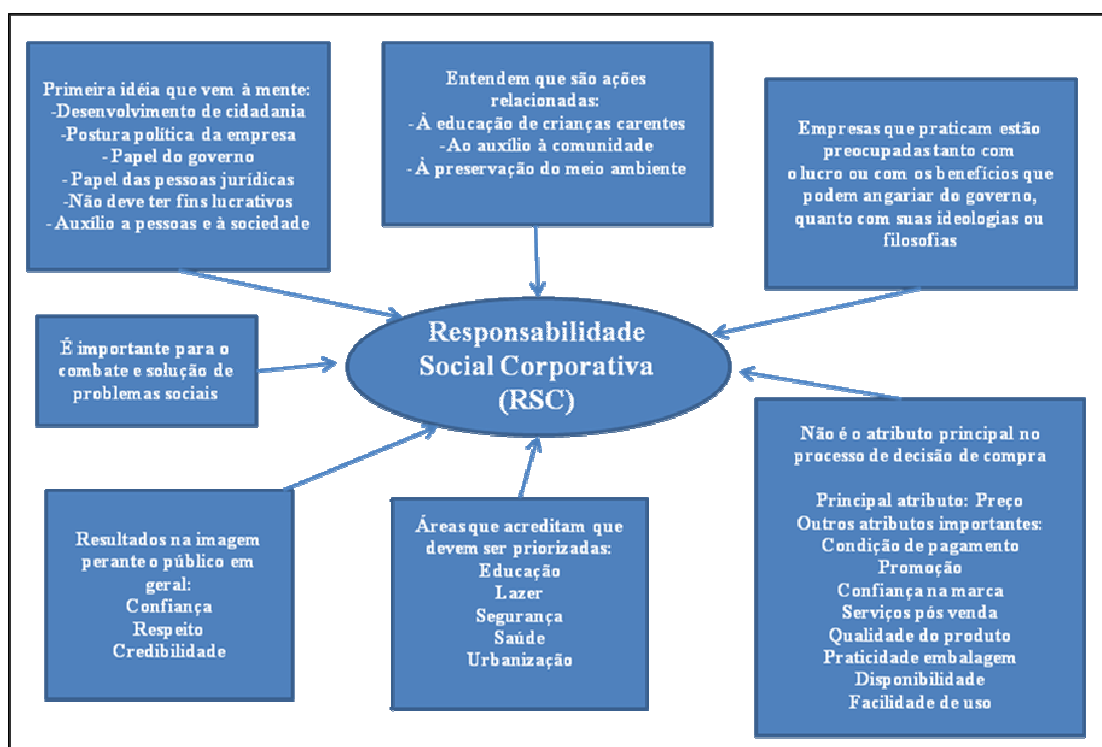 Primeira idéia que vem à mente:
-Desenvolvimento de cidadania
-Postura política da empresa
-Papel do governo
-Papel das pessoas jurídicas
-Não deve ter fins lucrativos
-Auxílio a pessoas e à sociedade
Entendem que são ações
relacionadas:
-À educação de crianças carentes
-Ao auxílio à comunidade
-À preservação do meio ambiente
Empresas que praticam estão
preocupadas tanto com
o lucro ou com os benefícios que
podem angariar do governo,
quanto com suas ideologias ou
filosofias
É importante para o
combate e solução de
problemas sociais
Responsabilidade
Social Corporativa
(RSC)
Não é o atributo principal no
processo de decisão de compra
Principal atributo: Preço
Outros atributos importantes:
Condição de pagamento
Promoção
Confiança na marca
Serviços pós venda
Qualidade do produto
Praticidade embalagem
Disponibilidade
Facilidade de uso
Resultados na imagem
perante o público em
geral:
Confiança
Respeito
Credibilidade
Áreas que acreditam que
devem ser priorizadas:
Educação
Lazer
Segurança
Saúde
Urbanização